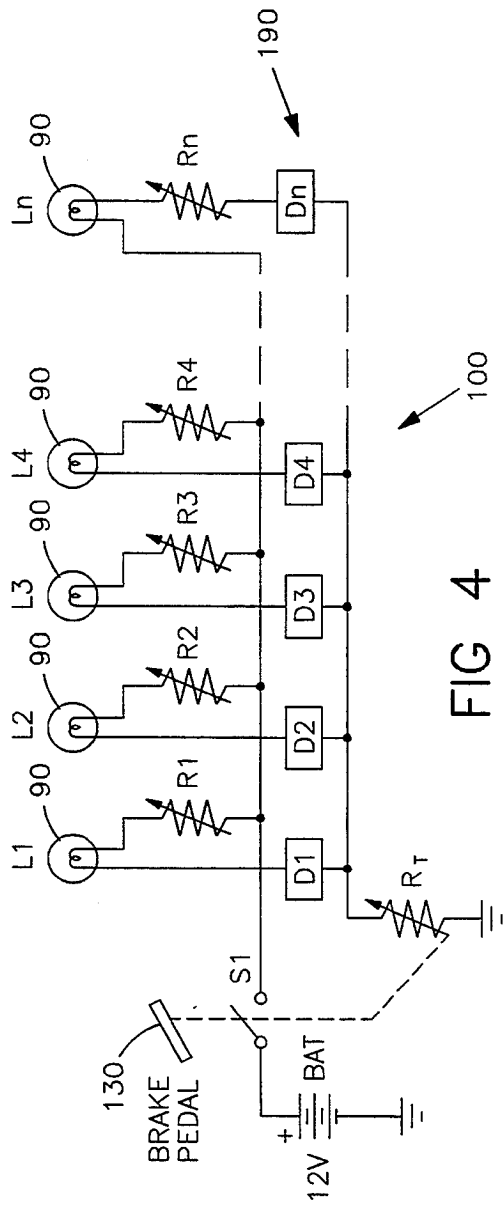 L1 L2 L3 L4 Ln
90 90 90 90 90
R1 R2 R3 R4 Rn
130
BRAKE
PEDAL
S1
D1 D2 D3 D4 Dn
190
+
12V BAT
RT
100
FIG 4